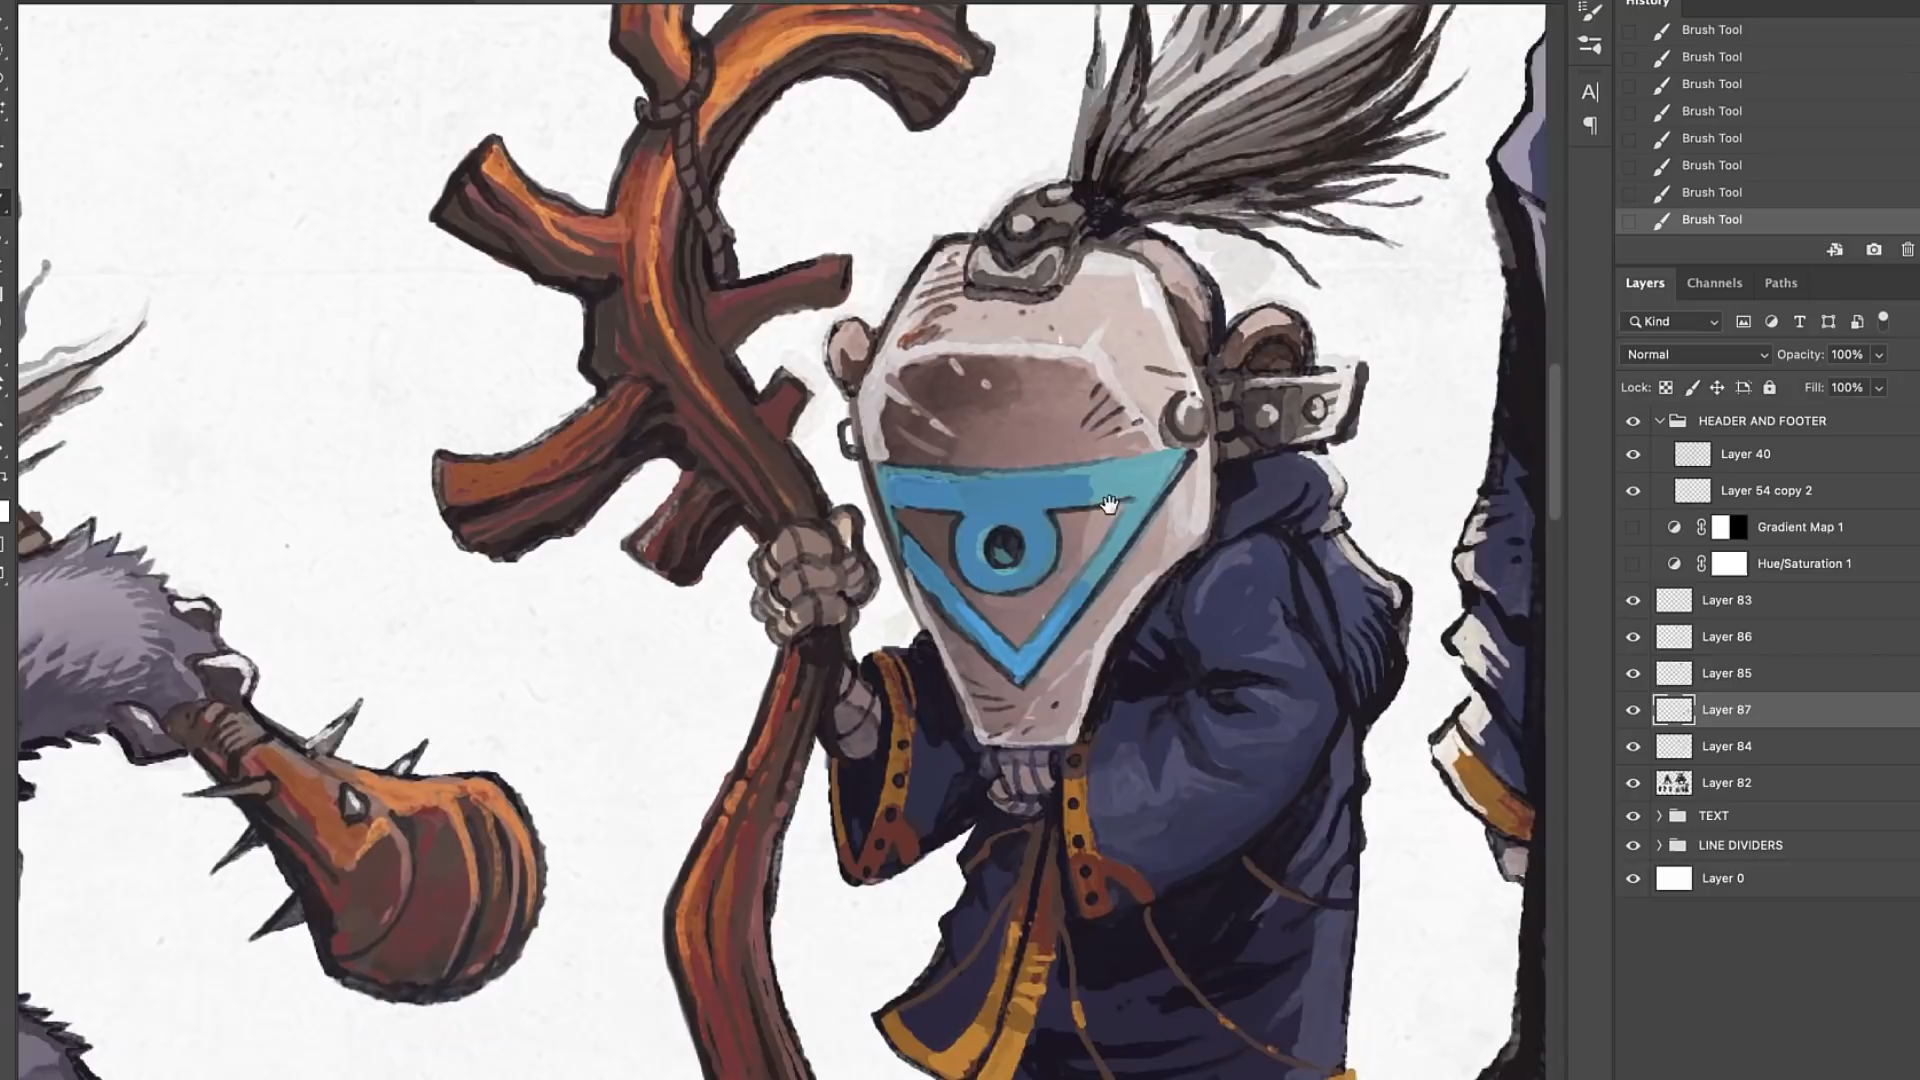 History
Brush Tool
Brush Tool
Brush Tool
Brush Tool
Brush Tool
Brush Tool
Brush Tool
Brush Tool
Layers Channels Paths
Kind
Normal Opacity: 100%
Lock: Fill: 100%
HEADER AND FOOTER
Layer 40
Layer 54 copy 2
Gradient Map 1
Hue/Saturation 1
Layer 83
Layer 86
Layer 85
Layer 87
Layer 84
Layer 82
TEXT
LINE DIVIDERS
Layer 0